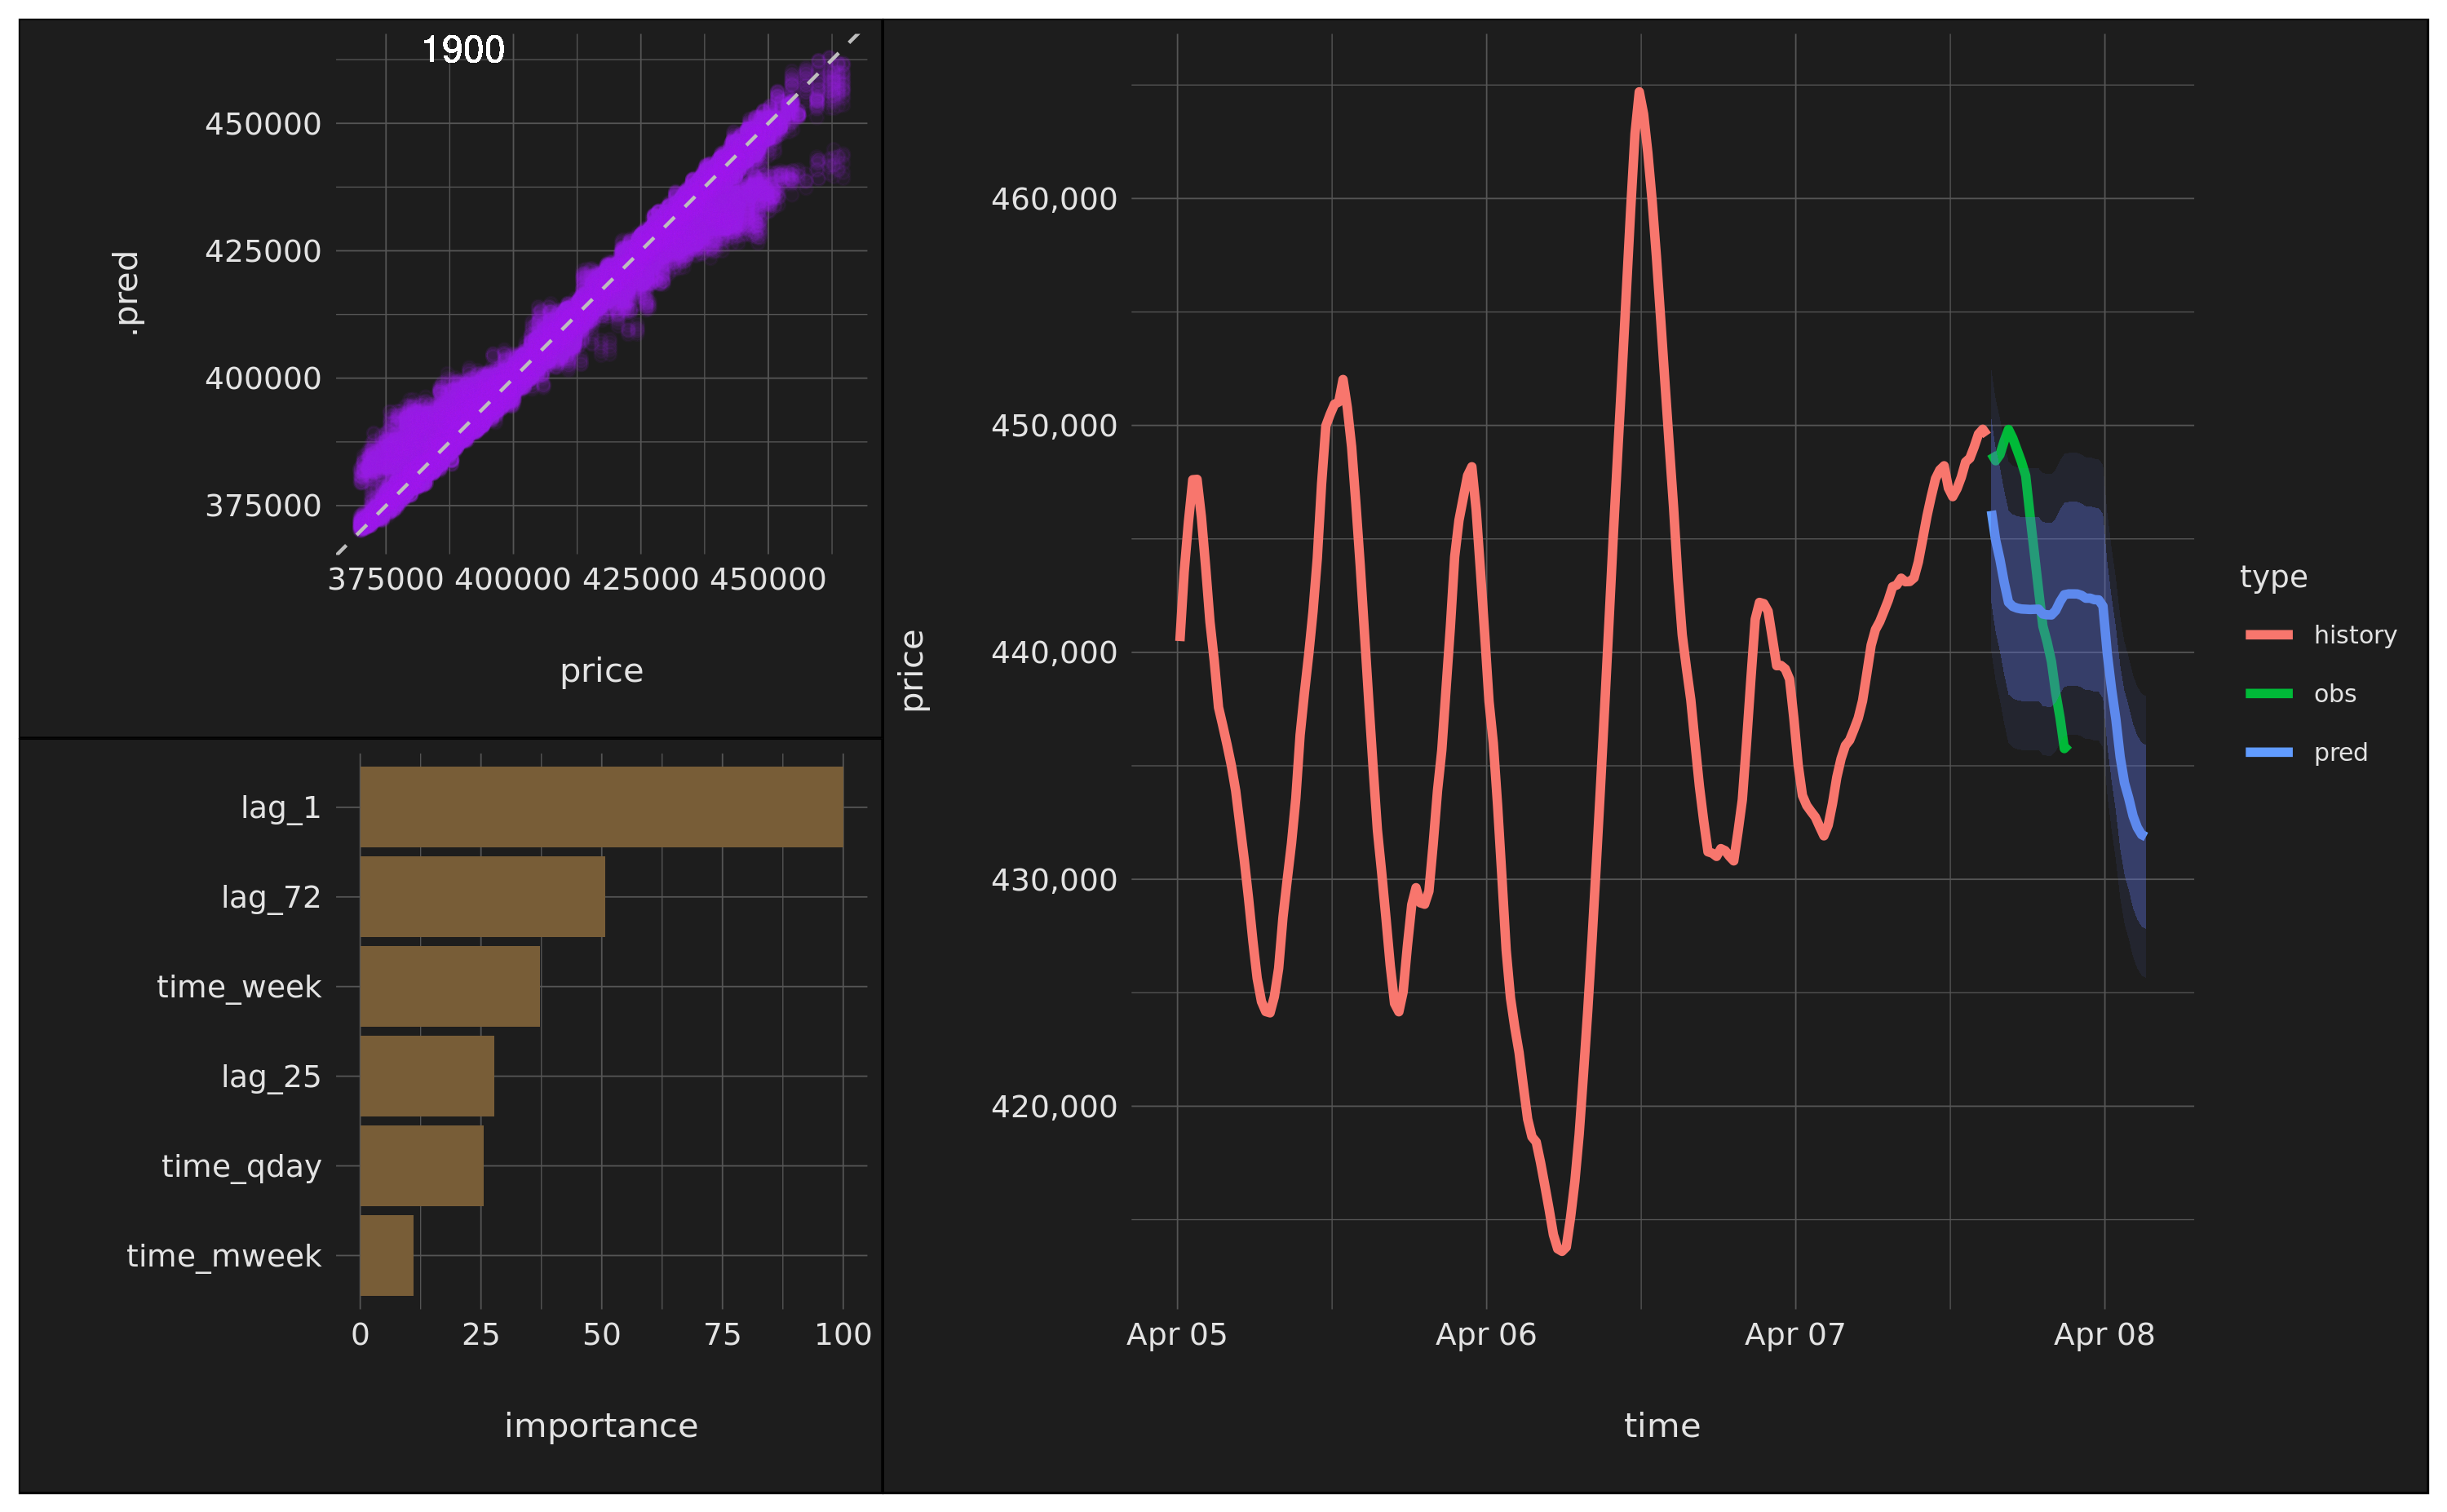 1900
450000
425000
400000
375000
.pred
375000 400000 425000 450000
price
lag_1
lag_72
time_week
lag_25
time_qday
time_mweek
0 25 50 75 100
importance
price
460,000
450,000
440,000
430,000
420,000
Apr 05 Apr 06 Apr 07 Apr 08
time
type
history
obs
pred